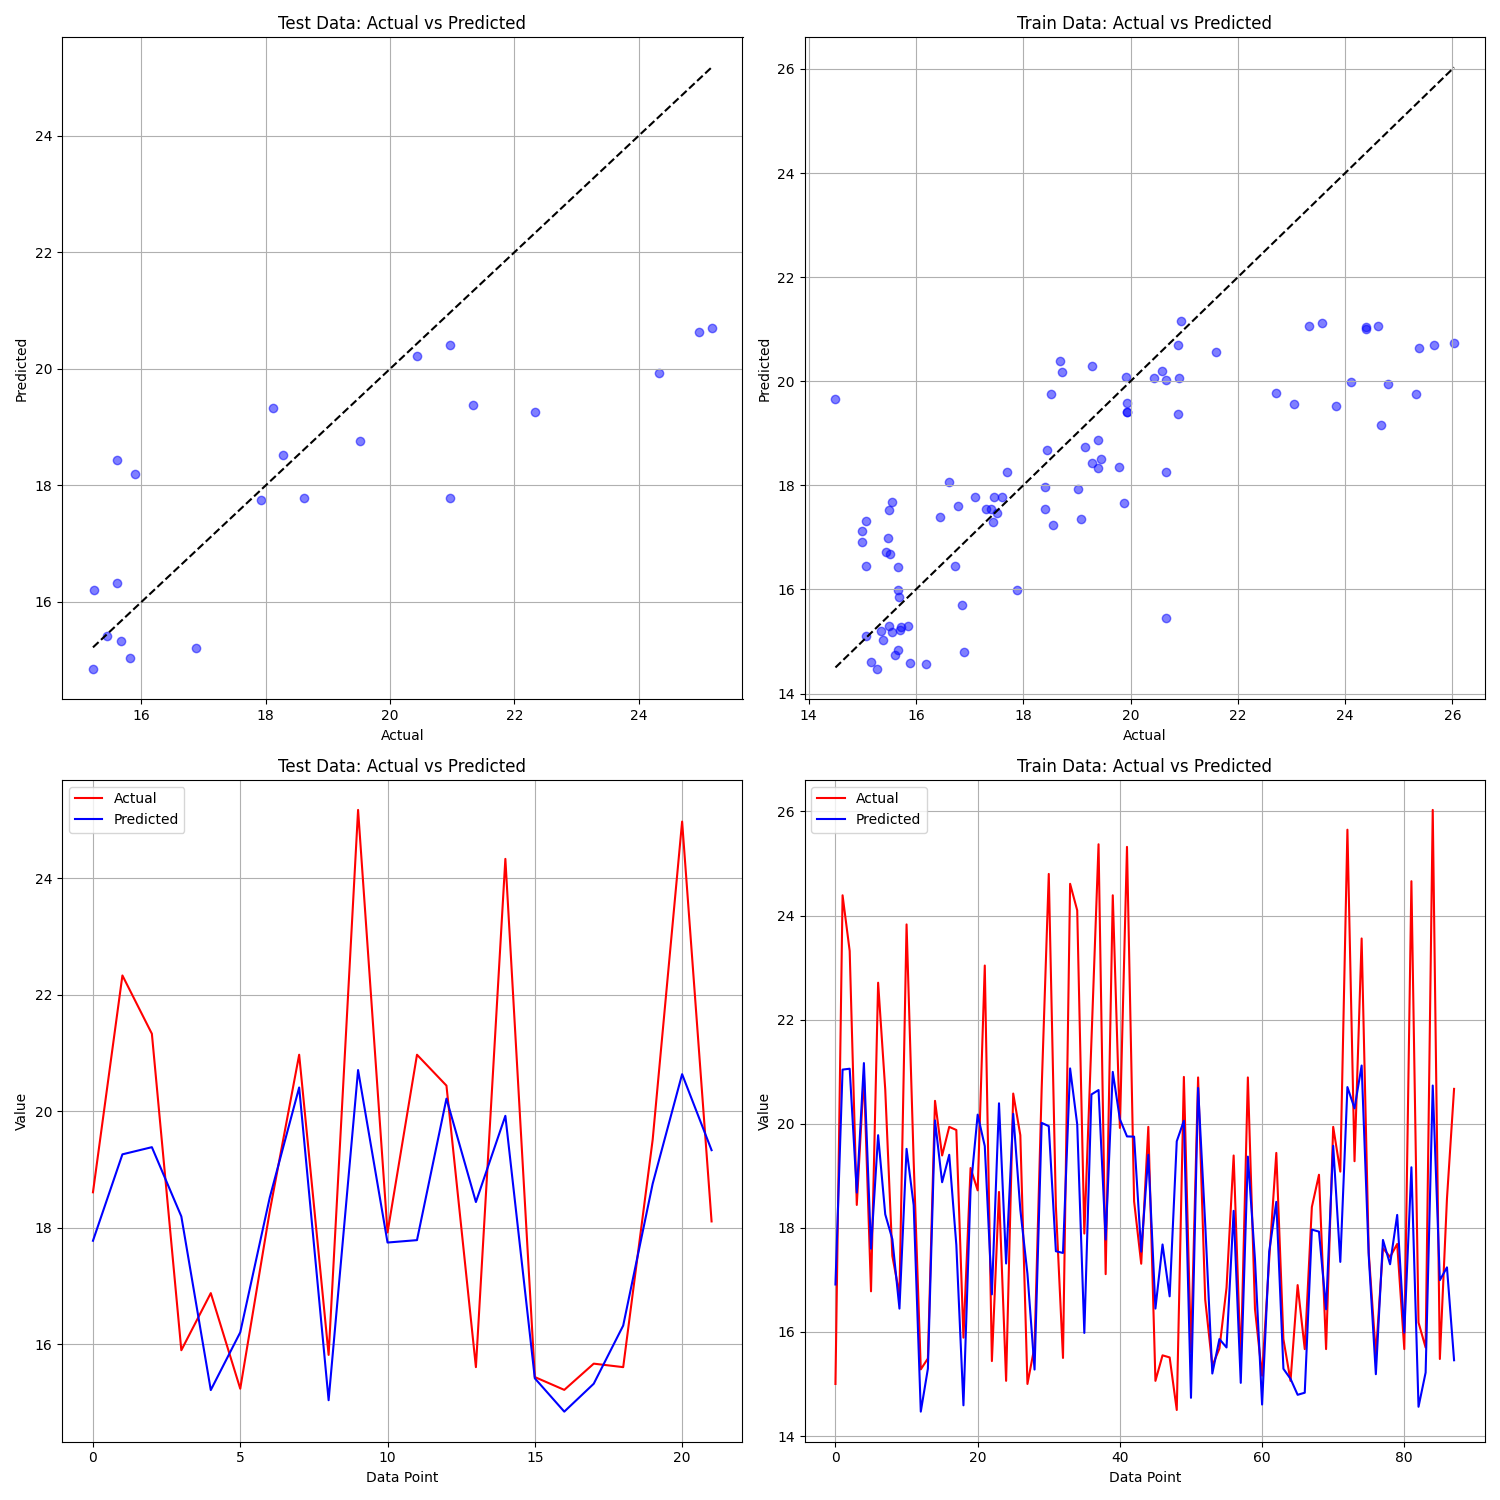 Test Data: Actual vs Predicted
Predicted
24
22
20
18
16
16 18 20 22 24
Actual
Train Data: Actual vs Predicted
Predicted
26
24
22
20
18
16
14
14 16 18 20 22 24 26
Actual
Test Data: Actual vs Predicted
Actual
Predicted
Value
24
22
20
18
16
0 5 10 15 20
Data Point
Train Data: Actual vs Predicted
Actual
Predicted
Value
26
24
22
20
18
16
14
0 20 40 60 80
Data Point